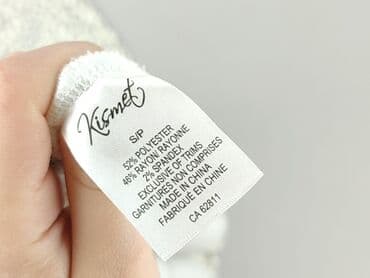 Kismet
S/P
52% POLYESTER
46% RAYON/ RAYONNE
2% SPANDEX
EXCLUSIVE OF TRIMS
GARNITURES NON COMPRISES
MADE IN CHINA
FABRIQUÉ EN CHINE
CA 62811